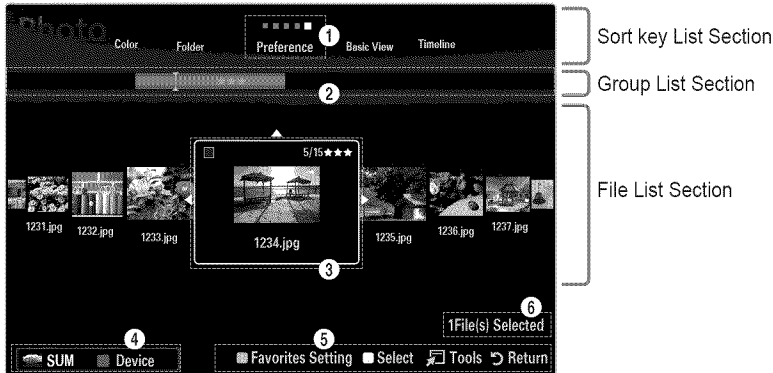 Photo
Color Folder Preference Basic View Timeline
1
Sort key List Section
2
Group List Section
5/15★★★
1231.jpg 1232.jpg 1233.jpg 1234.jpg 1235.jpg 1236.jpg 1237.jpg
3
File List Section
6
1File(s) Selected
4 5
SUM Device Favorites Setting Select Tools Return